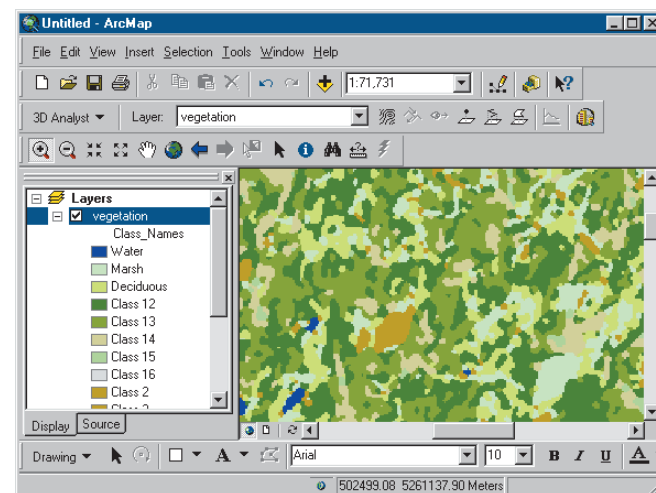 Untitled - ArcMap
File Edit View Insert Selection Tools Window Help
1:71,731
3D Analyst Layer: vegetation
Layers
vegetation
Class_Names
Water
Marsh
Deciduous
Class 12
Class 13
Class 14
Class 15
Class 16
Class 2
Display Source
Drawing A Arial 10 B I U A
502499.08 5261137.90 Meters